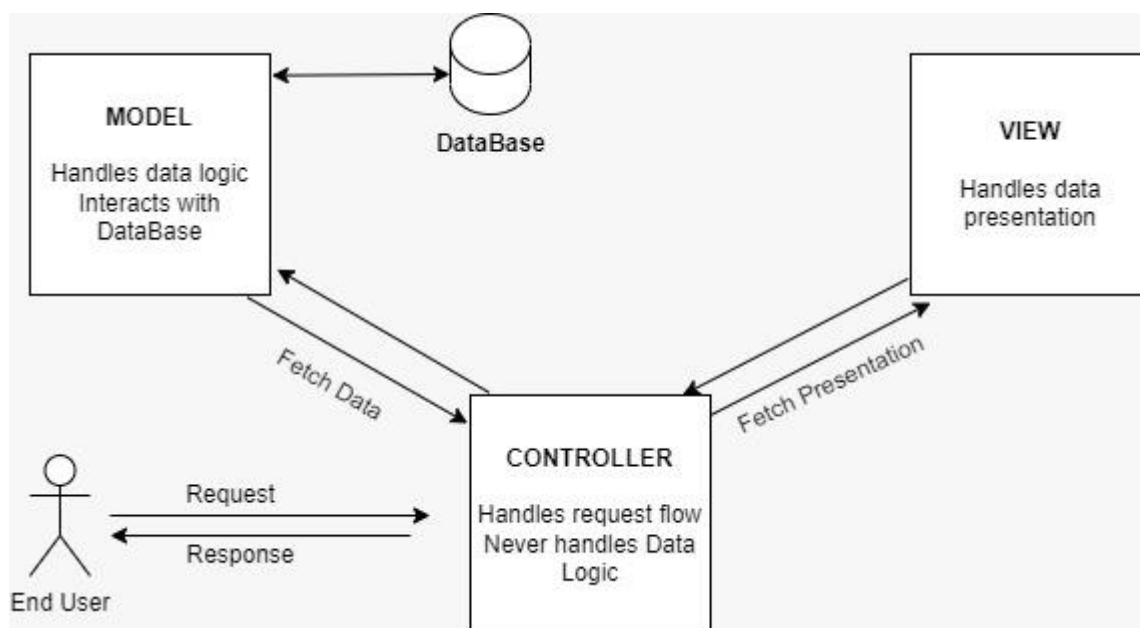 MODEL
Handles data logic
Interacts with
DataBase
DataBase
VIEW
Handles data
presentation
Fetch Data
Fetch Presentation
CONTROLLER
Handles request flow
Never handles Data
Logic
Request
Response
End User